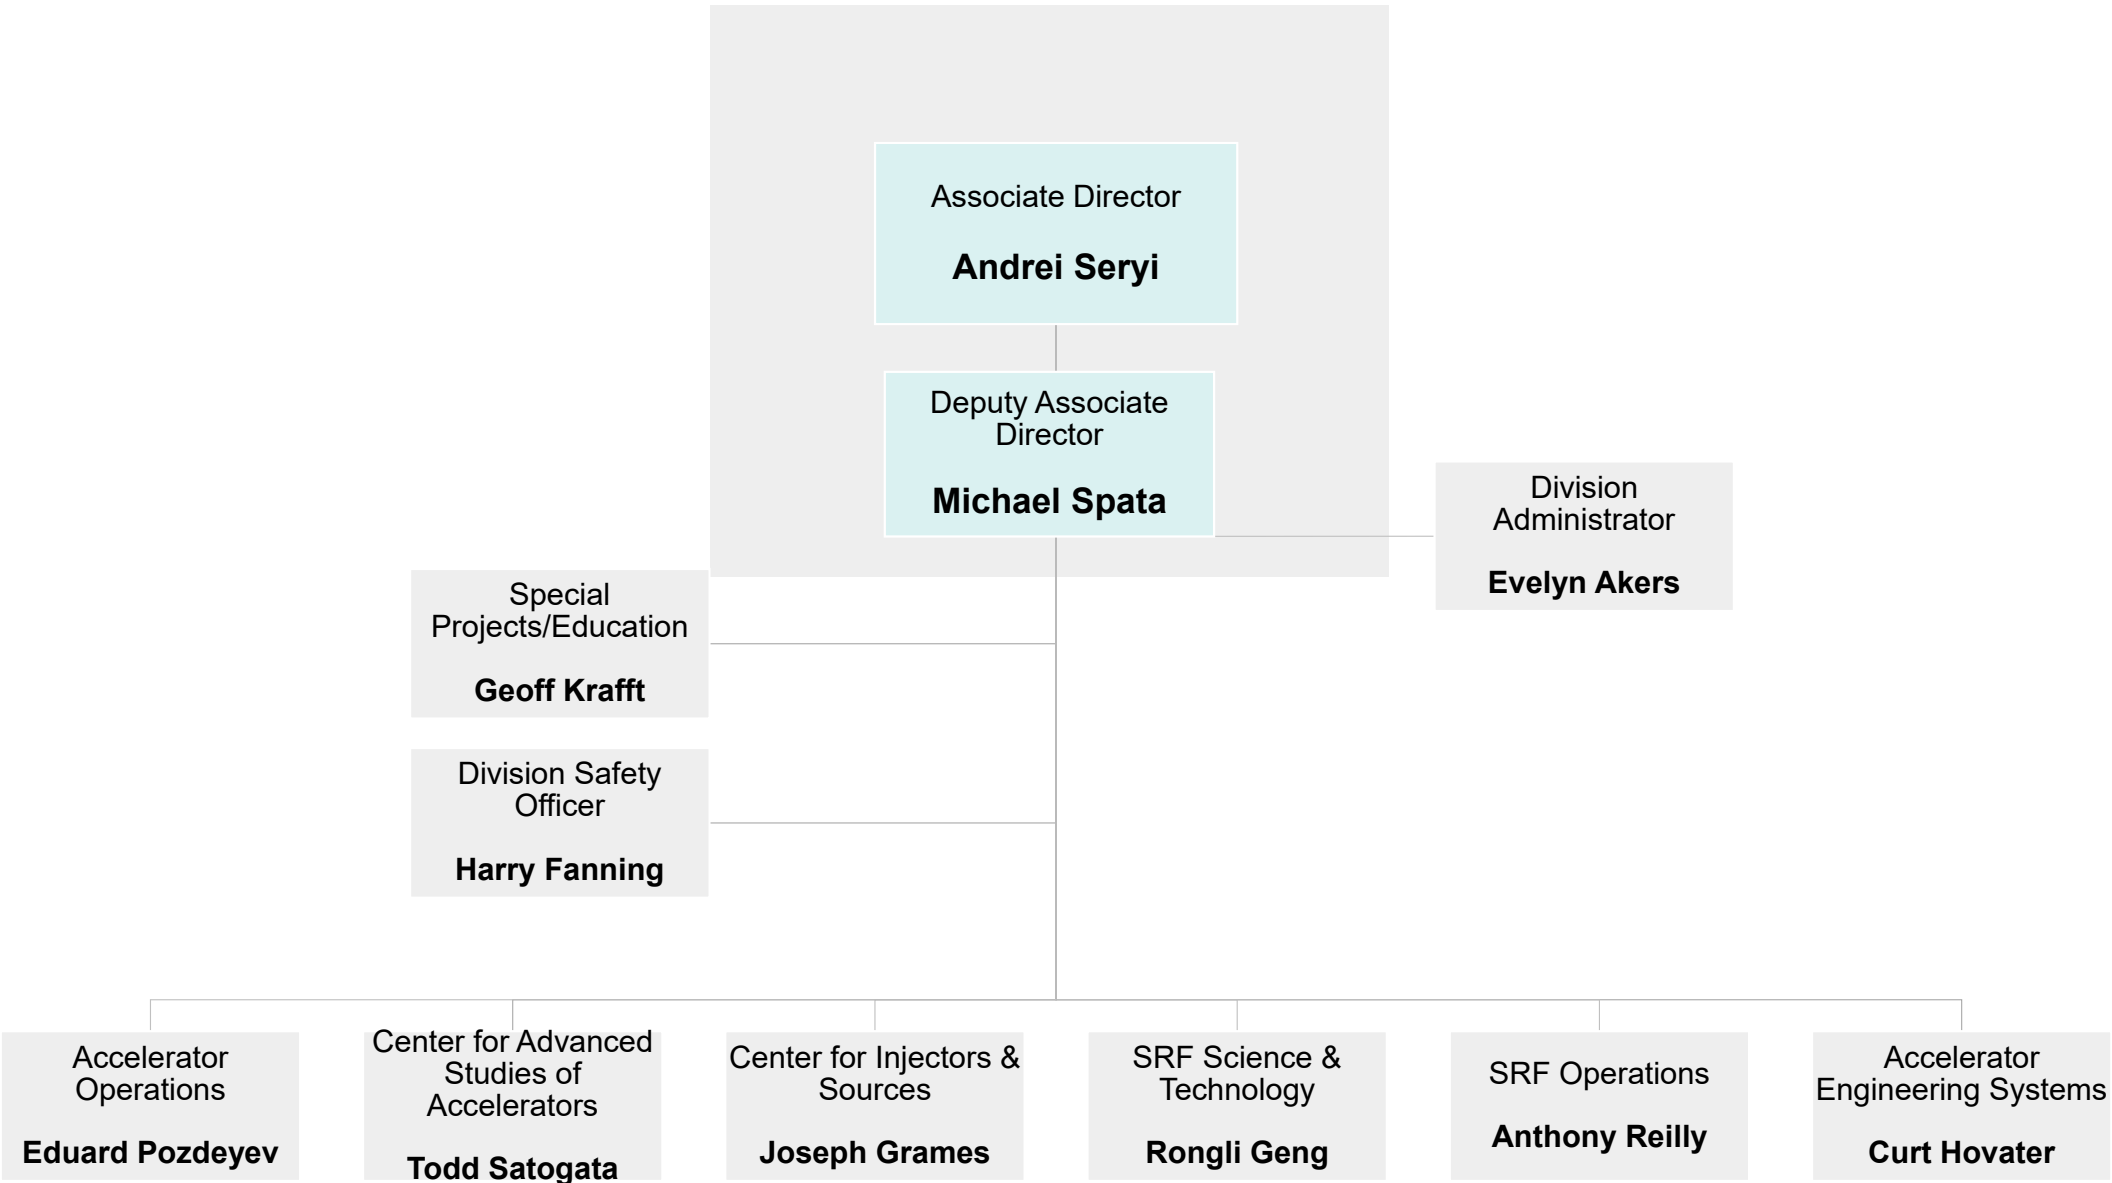 Associate Director
Andrei Seryi
Deputy Associate
Director
Michael Spata
Division
Administrator
Evelyn Akers
Special
Projects/Education
Geoff Krafft
Division Safety
Officer
Harry Fanning
Accelerator
Operations
Eduard Pozdeyev
Center for Advanced
Studies of
Accelerators
Todd Satogata
Center for Injectors &
Sources
Joseph Grames
SRF Science &
Technology
Rongli Geng
SRF Operations
Anthony Reilly
Accelerator
Engineering Systems
Curt Hovater